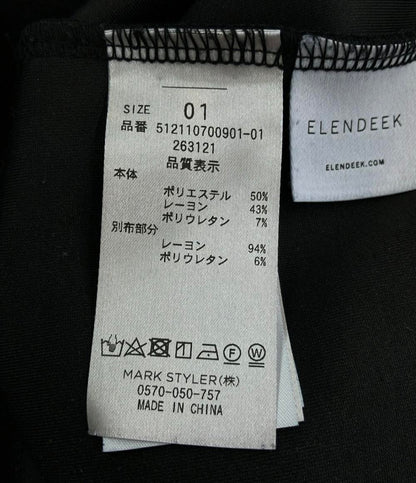 SIZE 01
品番 512110700901-01
263121
品質表示
本体
ポリエステル 50%
レーヨン 43%
ポリウレタン 7%
別布部分
レーヨン 94%
ポリウレタン 6%
MARK STYLER(株)
0570-050-757
MADE IN CHINA
ELENDEEK
ELENDEEK.COM